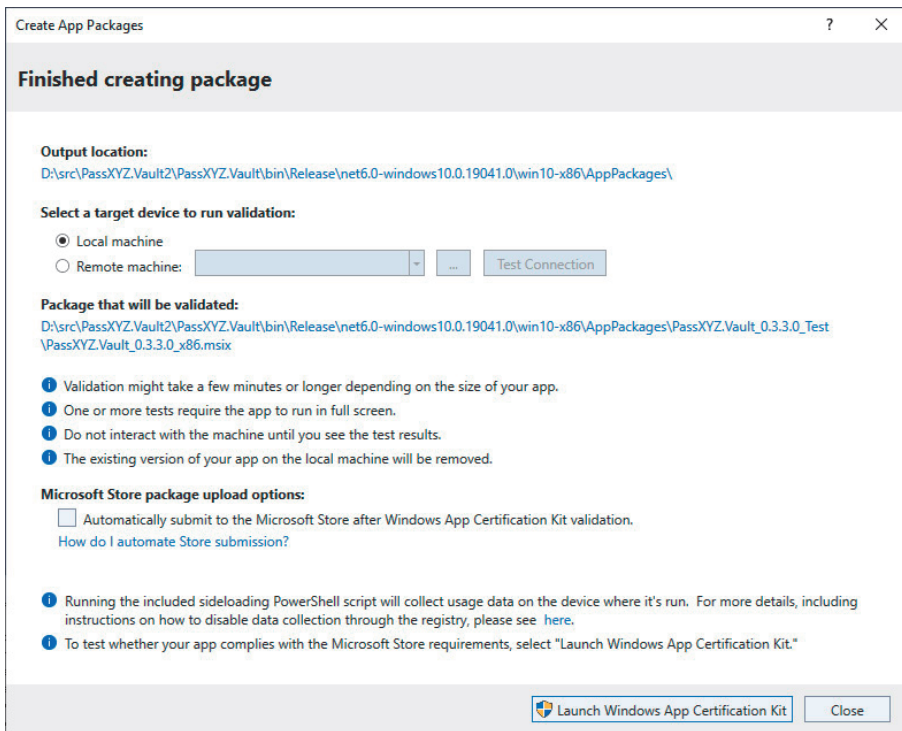 Create App Packages
?
Finished creating package
Output location:
D:\src\PassXYZ.Vault2\PassXYZ.Vault\bin\Release\net6.0-windows10.0.19041.0\win10-x86\AppPackages\
Select a target device to run validation:
Local machine
Remote machine:
...
Test Connection
Package that will be validated:
D:\src\PassXYZ.Vault2\PassXYZ.Vault\bin\Release\net6.0-windows10.0.19041.0\win10-x86\AppPackages\PassXYZ.Vault_0.3.3.0_Test
\PassXYZ.Vault_0.3.3.0_x86.msix
Validation might take a few minutes or longer depending on the size of your app.
One or more tests require the app to run in full screen.
Do not interact with the machine until you see the test results.
The existing version of your app on the local machine will be removed.
Microsoft Store package upload options:
Automatically submit to the Microsoft Store after Windows App Certification Kit validation.
How do I automate Store submission?
Running the included sideloading PowerShell script will collect usage data on the device where it's run. For more details, including
instructions on how to disable data collection through the registry, please see here.
To test whether your app complies with the Microsoft Store requirements, select "Launch Windows App Certification Kit."
Launch Windows App Certification Kit
Close